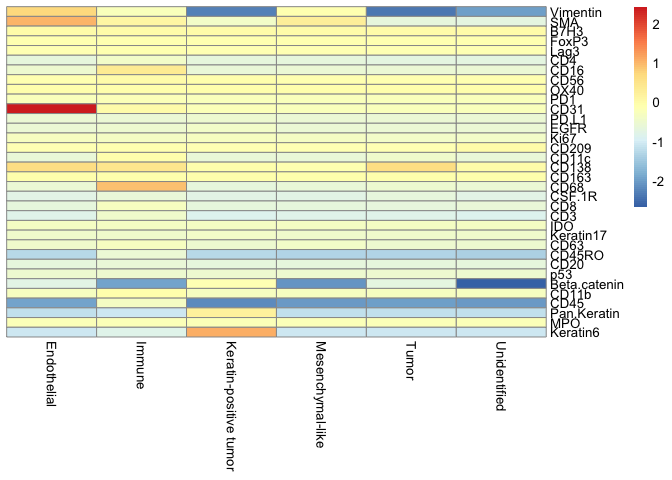 Vimentin
SMA
B7H3
FoxP3
Lag3
CD4
CD16
CD56
OX40
PD1
CD31
PD.L1
EGFR
Ki67
CD209
CD11c
CD138
CD163
CD68
CSF.1R
CD8
CD3
IDO
Keratin17
CD63
CD45RO
CD20
p53
Beta.catenin
CD11b
CD45
Pan.Keratin
MPO
Keratin6
2
1
0
-1
-2
Endothelial
Immune
Keratin-positive tumor
Mesenchymal-like
Tumor
Unidentified